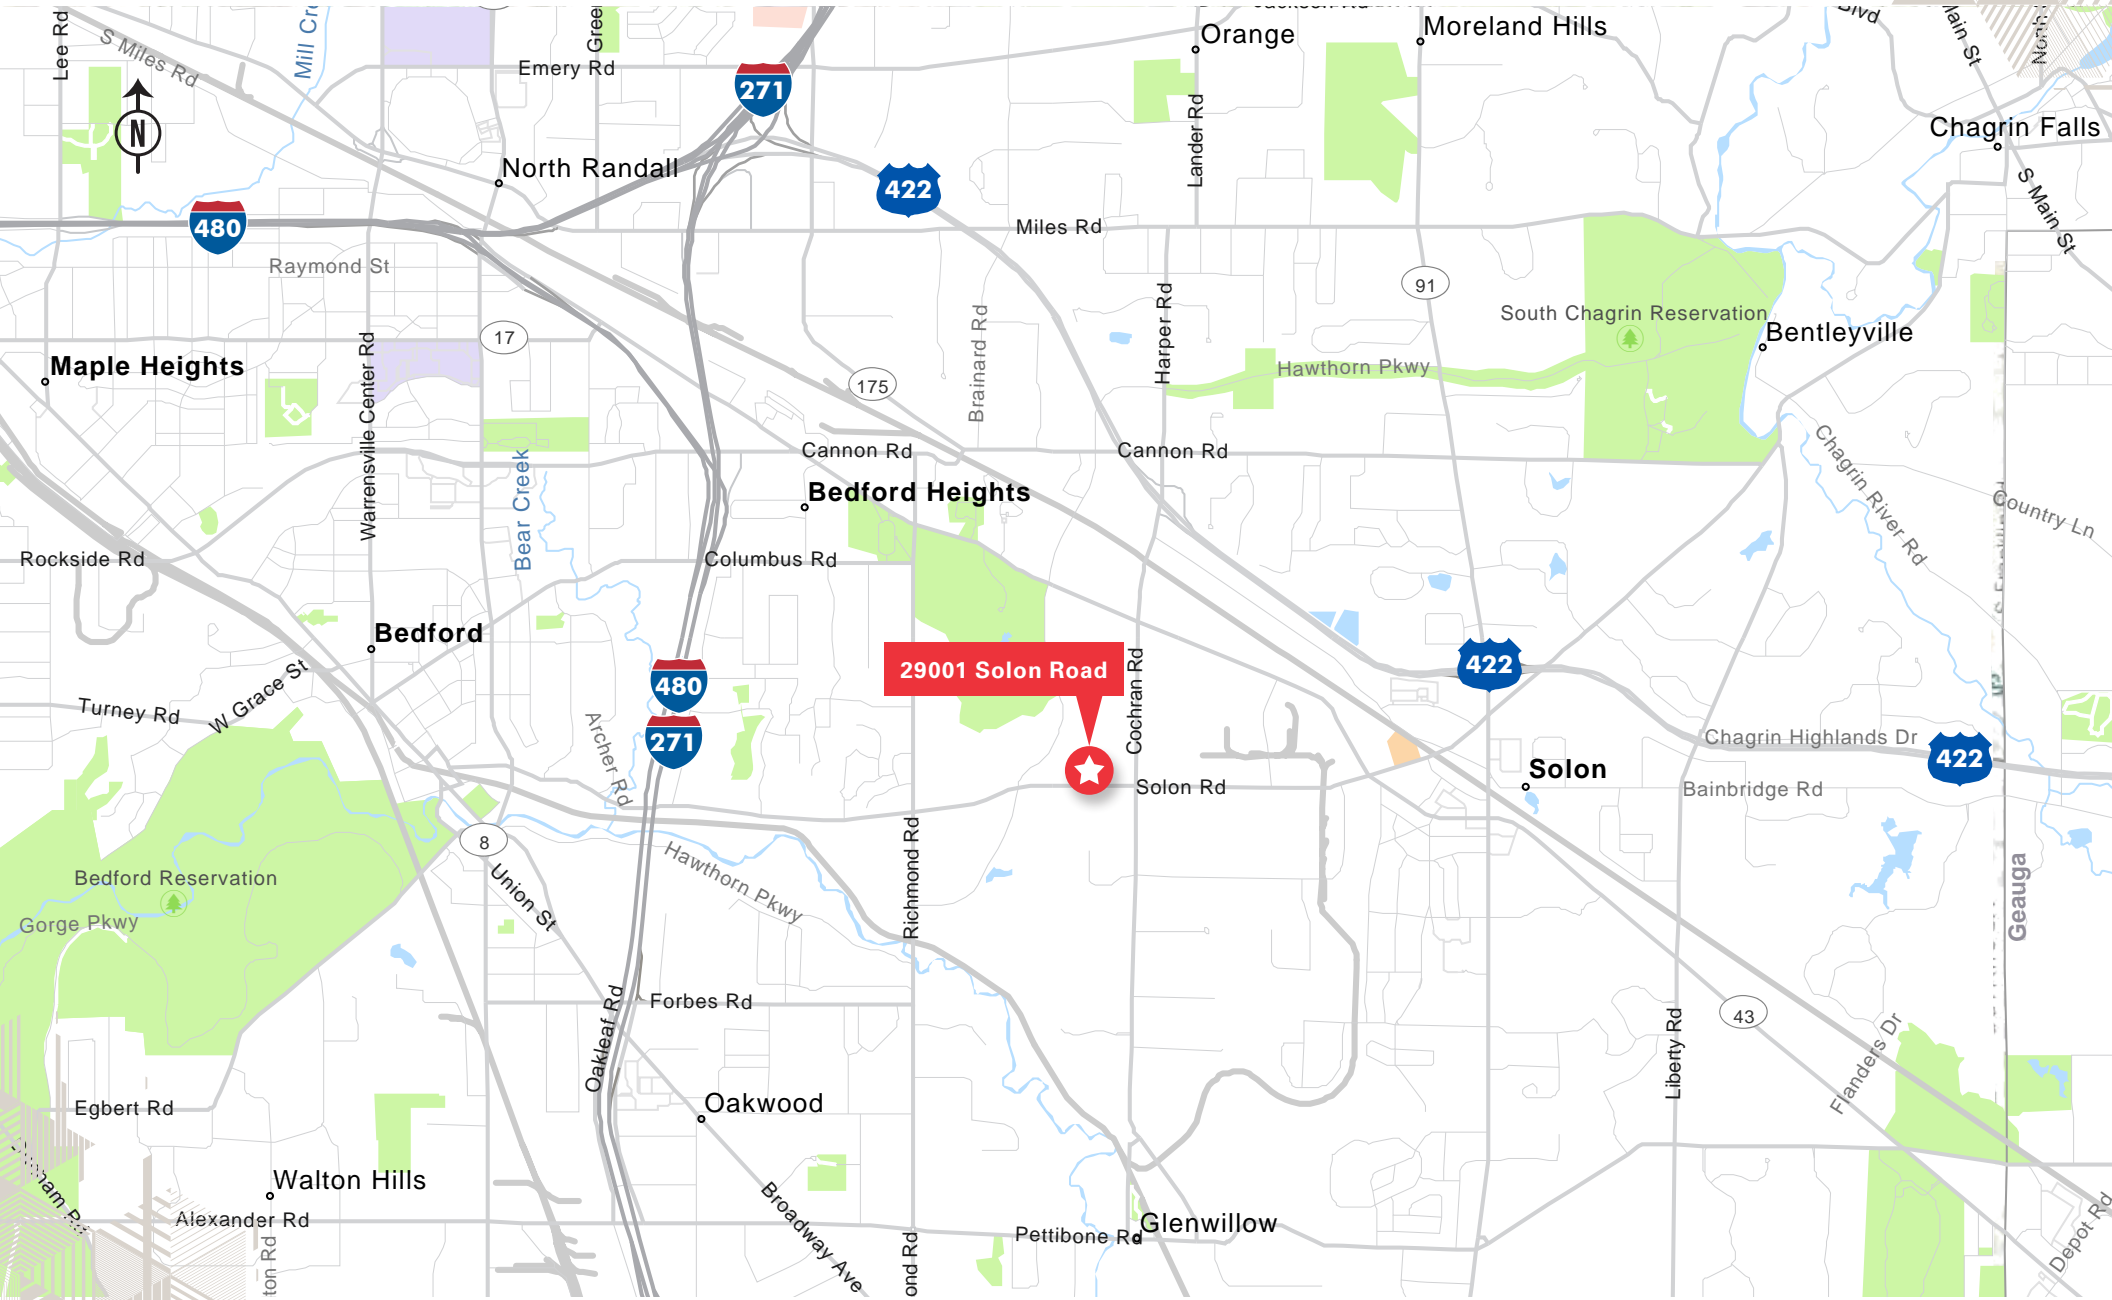 Orange
Moreland Hills
Lee Rd
S Miles Rd
Emery Rd
271
Lander Rd
Main St
N
North Randall
422
Chagrin Falls
S Main St
480
Miles Rd
Raymond St
91
South Chagrin Reservation
Bentleyville
17
Harper Rd
Brainard Rd
Maple Heights
Warrensville Center Rd
175
Hawthorn Pkwy
Cannon Rd
Cannon Rd
Chagrin River Rd
Bedford Heights
Bear Creek
Country Ln
Rockside Rd
Columbus Rd
Bedford
29001 Solon Road
Cochran Rd
422
480
W Grace St
Turney Rd
271
Archer Rd
Chagrin Highlands Dr
422
Solon
Solon Rd
Bainbridge Rd
8
Hawthorn Pkwy
Richmond Rd
Union St
Bedford Reservation
Gorge Pkwy
Geauga
Forbes Rd
Oakleaf Rd
43
Liberty Rd
Flanders Dr
Egbert Rd
Oakwood
Walton Hills
Alexander Rd
Broadway Ave
Pettibone Rd
Glenwillow
Depot Rd